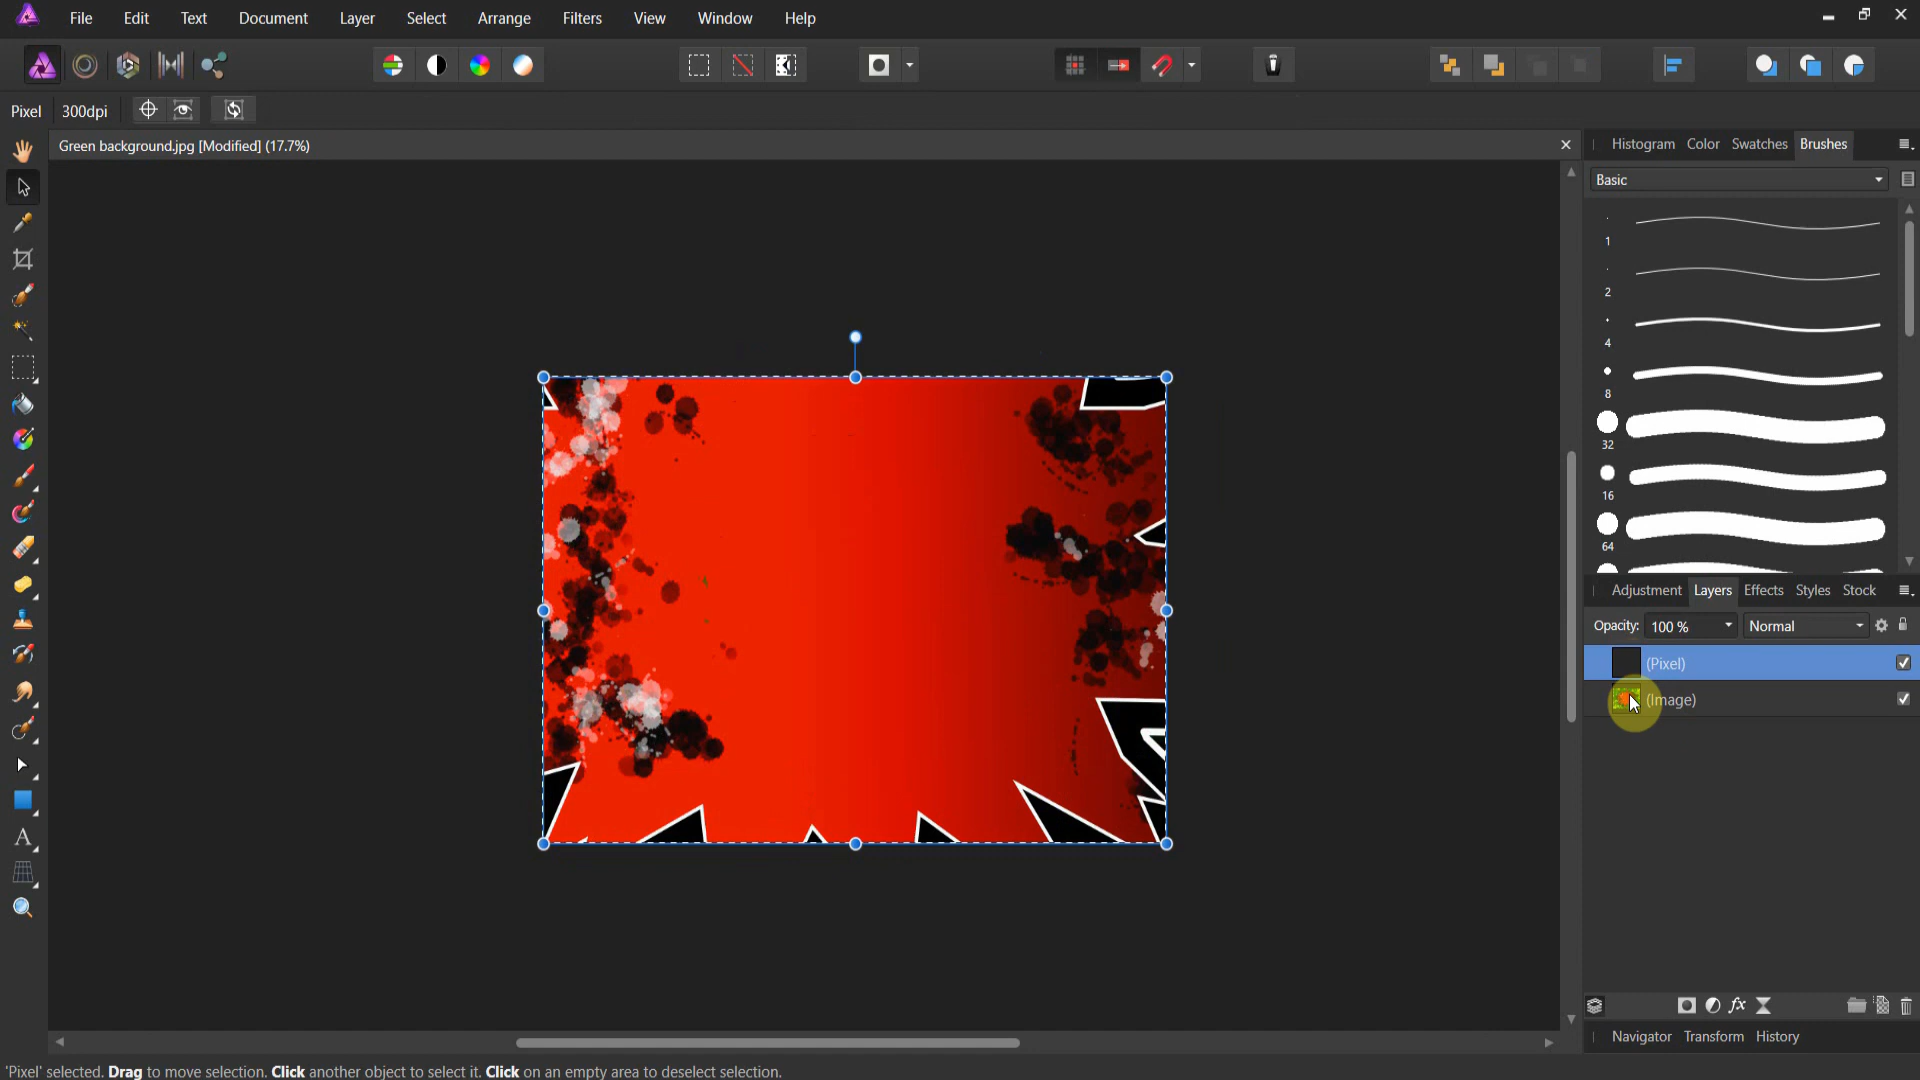 File Edit Text Document Layer Select Arrange Filters View Window Help
Pixel 300dpi
Green background.jpg [Modified] (17.7%)
Histogram Color Swatches Brushes
Basic
1
2
4
8
32
16
64
Adjustment Layers Effects Styles Stock
Opacity: 100 % Normal
(Pixel)
(Image)
Navigator Transform History
'Pixel' selected. Drag to move selection. Click another object to select it. Click on an empty area to deselect selection.